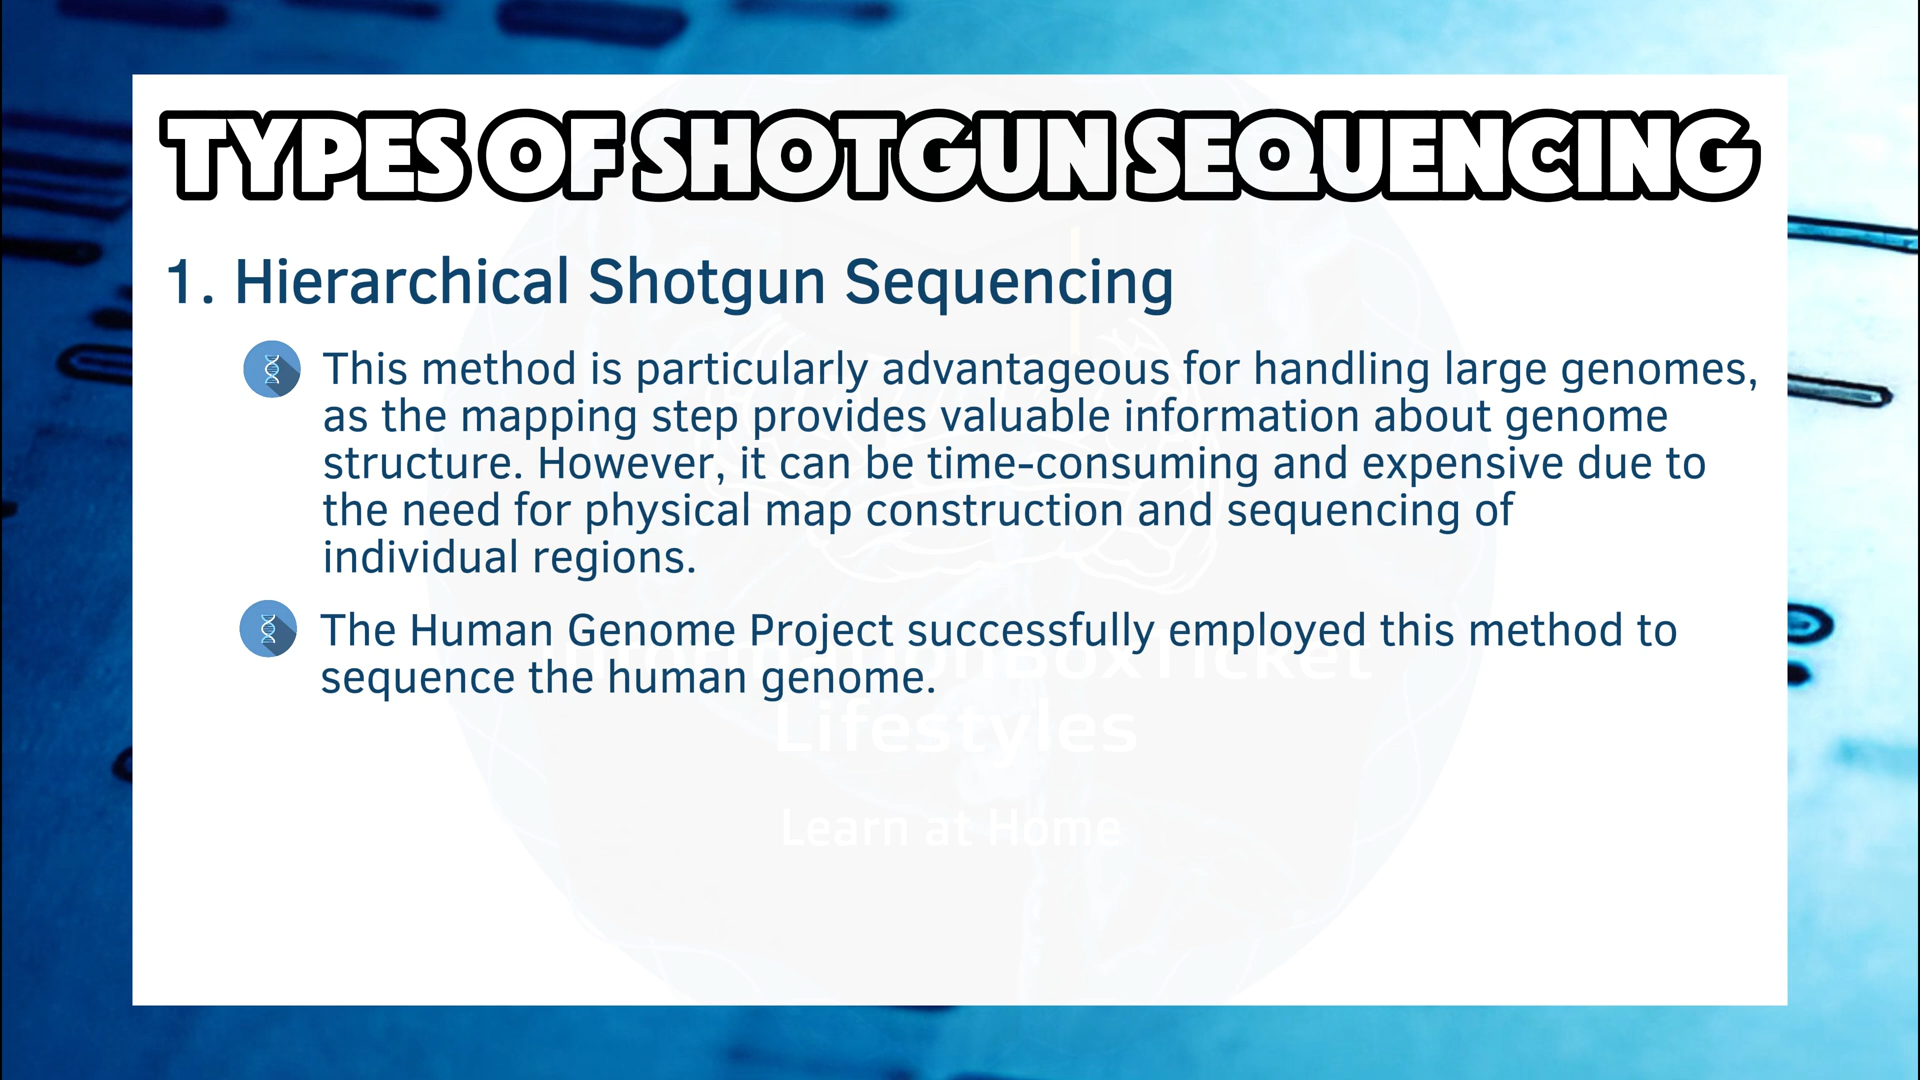 TYPES OF SHOTGUN SEQUENCING
1. Hierarchical Shotgun Sequencing
This method is particularly advantageous for handling large genomes,
as the mapping step provides valuable information about genome
structure. However, it can be time-consuming and expensive due to
the need for physical map construction and sequencing of
individual regions.
The Human Genome Project successfully employed this method to
sequence the human genome.
Lifestyles
Learn at Home